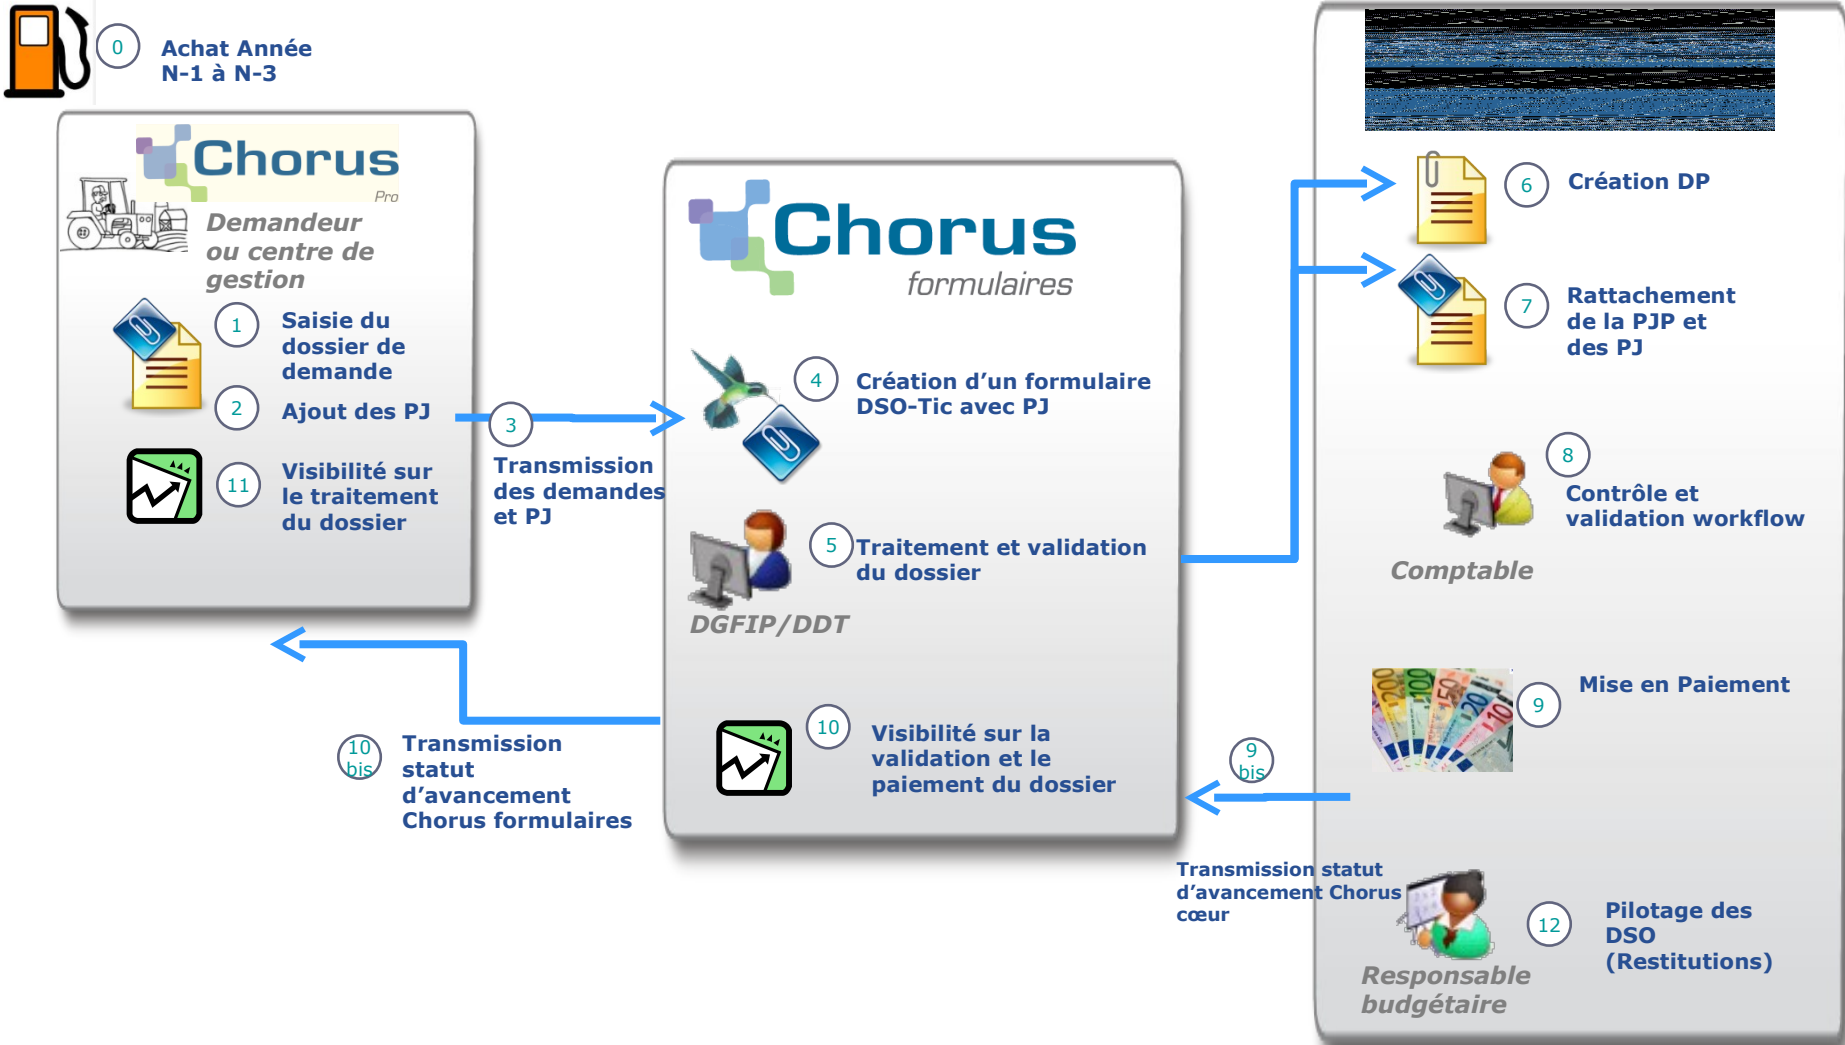 0
Achat Année
N-1 à N-3
Chorus
Pro
Demandeur
ou centre de
gestion
1
Saisie du
dossier de
demande
2
Ajout des PJ
11
Visibilité sur
le traitement
du dossier
3
Transmission
des demandes
et PJ
Chorus
formulaires
4
Création d’un formulaire
DSO-Tic avec PJ
5
Traitement et validation
du dossier
DGFIP/DDT
10
Visibilité sur la
validation et le
paiement du dossier
10
bis
Transmission
statut
d’avancement
Chorus formulaires
6
Création DP
7
Rattachement
de la PJP et
des PJ
8
Contrôle et
validation workflow
Comptable
9
Mise en Paiement
200
100
50
20
10
9
bis
Transmission statut
d’avancement Chorus
cœur
12
Pilotage des
DSO
(Restitutions)
Responsable
budgétaire